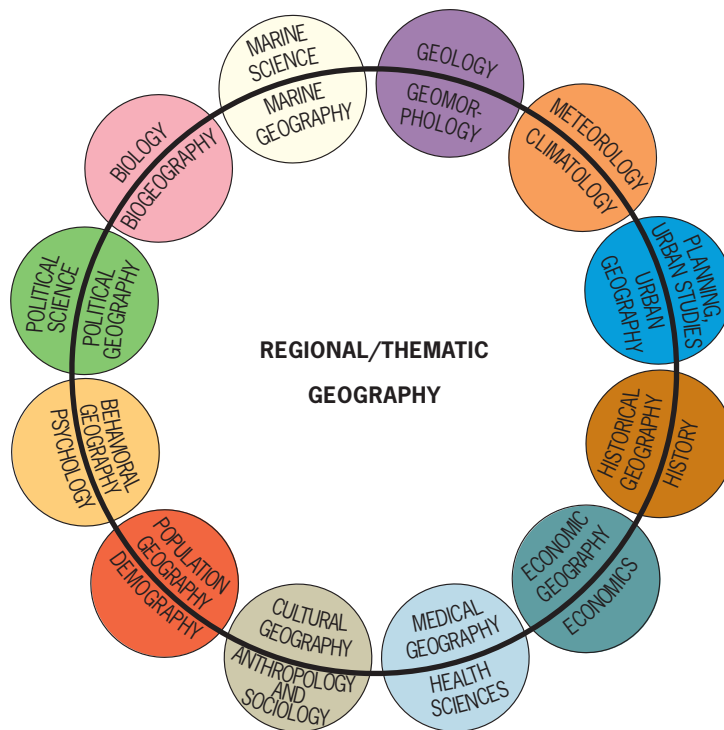 MARINE
SCIENCE
MARINE
GEOGRAPHY
GEOLOGY
GEOMOR-
PHOLOGY
METEOROLOGY
CLIMATOLOGY
PLANNING,
URBAN STUDIES
URBAN
GEOGRAPHY
HISTORICAL
GEOGRAPHY
HISTORY
ECONOMIC
GEOGRAPHY
ECONOMICS
MEDICAL
GEOGRAPHY
HEALTH
SCIENCES
CULTURAL
GEOGRAPHY
ANTHROPOLOGY
AND
SOCIOLOGY
POPULATION
GEOGRAPHY
DEMOGRAPHY
BEHAVIORAL
GEOGRAPHY
PSYCHOLOGY
POLITICAL
SCIENCE
POLITICAL
GEOGRAPHY
BIOLOGY
BIOGEOGRAPHY
REGIONAL/THEMATIC
GEOGRAPHY